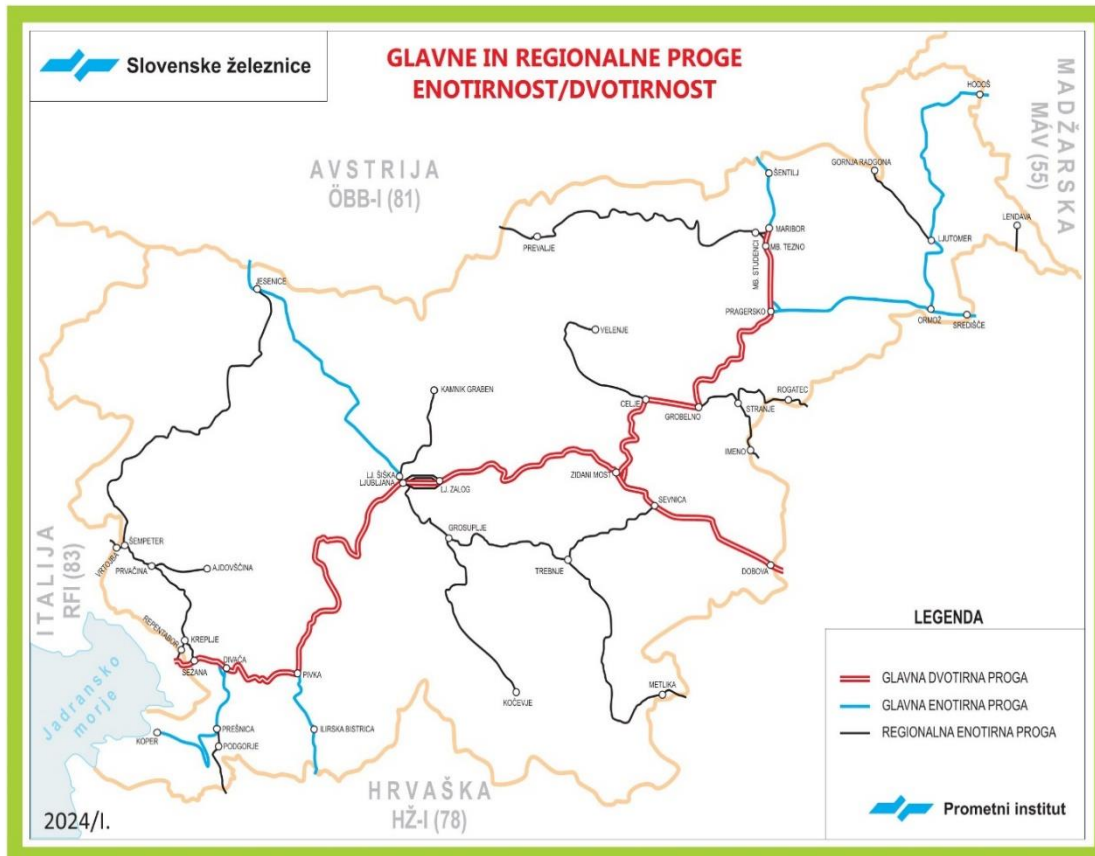 Slovenske železnice
GLAVNE IN REGIONALNE PROGE
ENOTIRNOST/DVOTIRNOST
MADŽARSKA
MÁV (55)
HODOŠ
AVSTRIJA
ÖBB-I (81)
GORNJA RADGONA
ŠENTILJ
LENDAVA
PREVALJE
MARIBOR
MB. TEZNO
MB. STUDENCI
LJUTOMER
JESENICE
PRAGERSKO
ORMOŽ
SREDIŠČE
VELENJE
KAMNIK GRABEN
ROGATEC
CELJE
GROBELNO
STRANJE
IMENO
LJ. ŠIŠKA
LJUBLJANA
LJ. ZALOG
ZIDANI MOST
SEVNICA
GROSUPLJE
ŠEMPETER
VRTOJBA
PRVAČINA
AJDOVŠČINA
TREBNJE
DOBOVA
ITALIJA
RFI (83)
REPENTABOR
KREPLJE
SEŽANA
DIVAČA
PIVKA
KOČEVJE
METLIKA
Jadransko
morje
KOPER
PREŠNICA
PODGORJE
ILIRSKA BISTRICA
HRVAŠKA
HŽ-I (78)
LEGENDA
GLAVNA DVOTIRNA PROGA
GLAVNA ENOTIRNA PROGA
REGIONALNA ENOTIRNA PROGA
Prometni institut
2024/I.